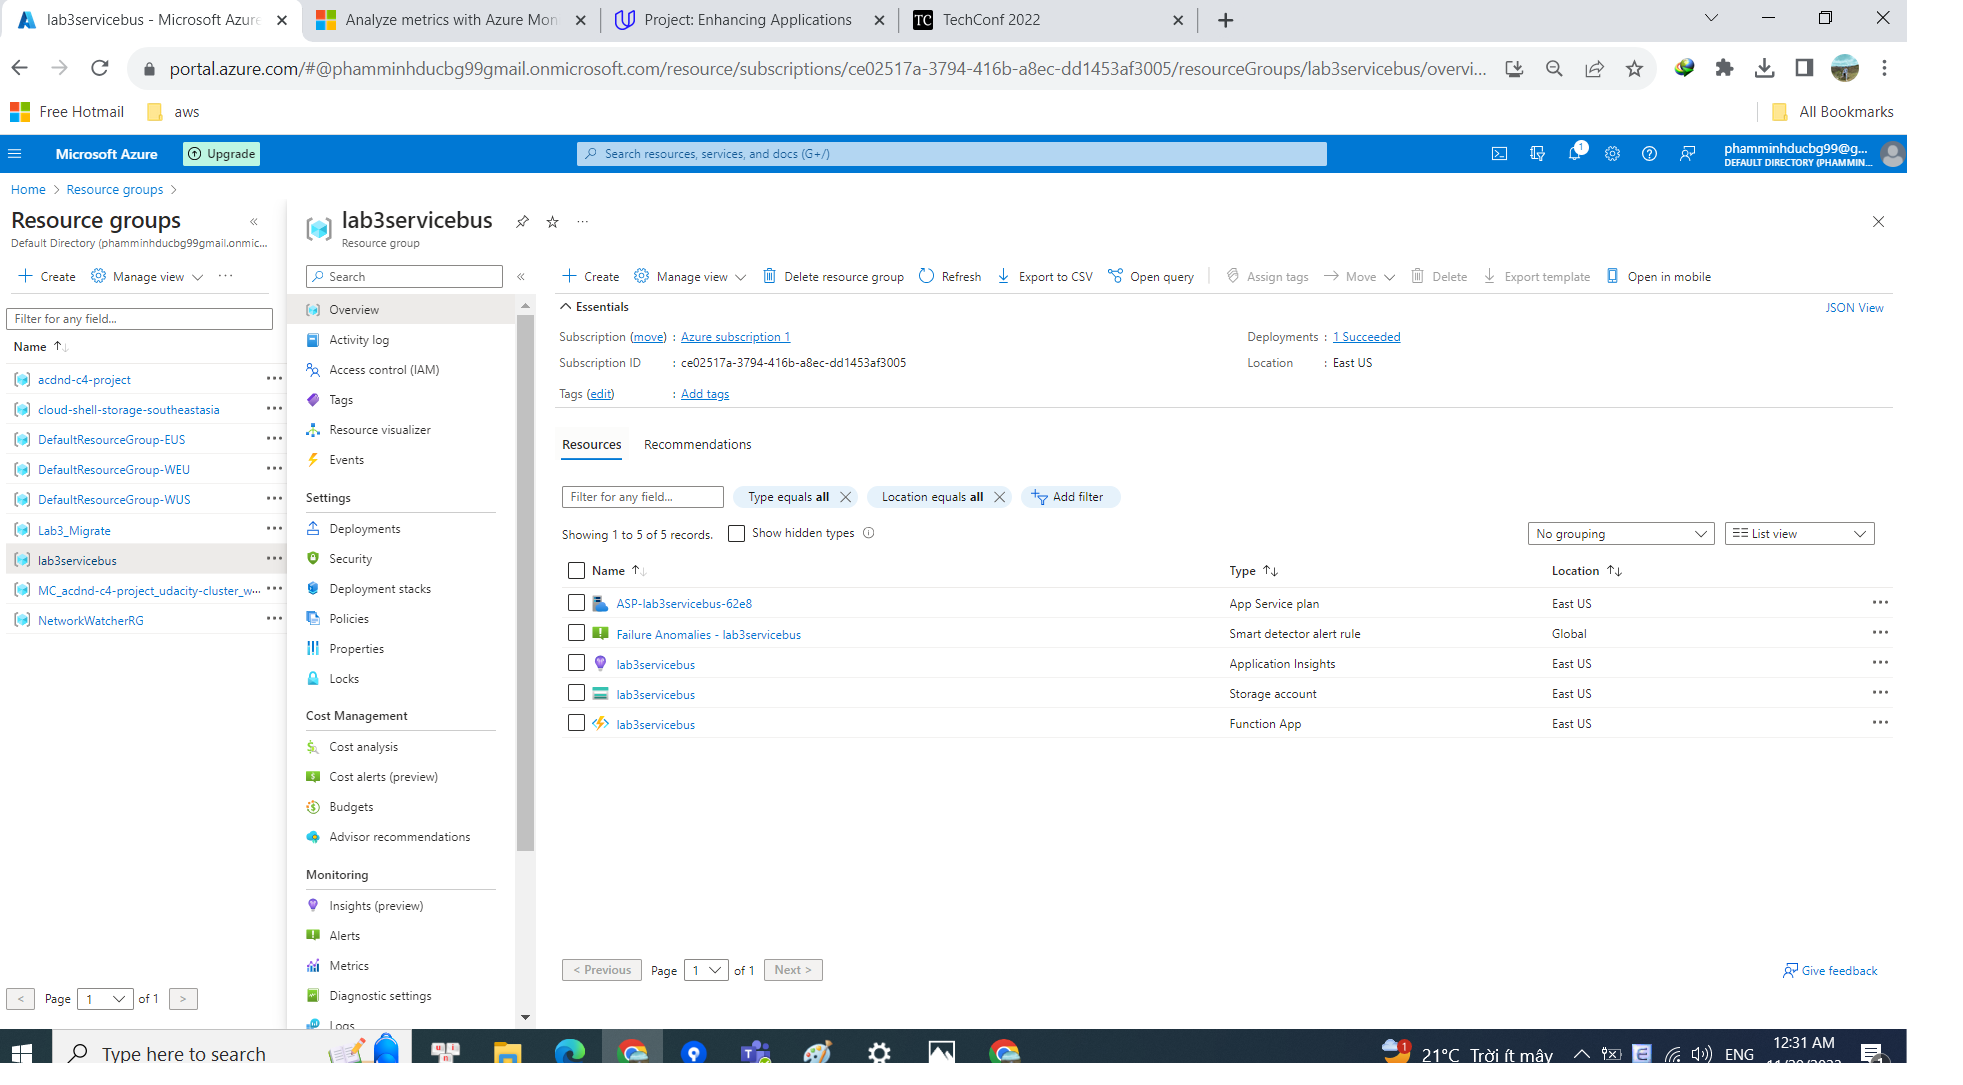 lab3servicebus - Microsoft Azure
Analyze metrics with Azure Mon
Project: Enhancing Applications
TC TechConf 2022
portal.azure.com/#@phamminhducbg99gmail.onmicrosoft.com/resource/subscriptions/ce02517a-3794-416b-a8ec-dd1453af3005/resourceGroups/lab3servicebus/overvi...
Free Hotmail
aws
All Bookmarks
Microsoft Azure
Upgrade
Search resources, services, and docs (G+/)
1
phamminhducbg99@g...
DEFAULT DIRECTORY (PHAMMIN...
Home > Resource groups >
Resource groups
Default Directory (phamminhducbg99gmail.onmic...
Create Manage view ...
Filter for any field...
Name
acdnd-c4-project
cloud-shell-storage-southeastasia
DefaultResourceGroup-EUS
DefaultResourceGroup-WEU
DefaultResourceGroup-WUS
Lab3_Migrate
lab3servicebus
MC_acdnd-c4-project_udacity-cluster_w...
NetworkWatcherRG
< Page 1 of 1 >
lab3servicebus
Resource group
Search
Overview
Activity log
Access control (IAM)
Tags
Resource visualizer
Events
Settings
Deployments
Security
Deployment stacks
Policies
Properties
Locks
Cost Management
Cost analysis
Cost alerts (preview)
Budgets
Advisor recommendations
Monitoring
Insights (preview)
Alerts
Metrics
Diagnostic settings
Logs
Create Manage view Delete resource group Refresh Export to CSV Open query Assign tags Move Delete Export template Open in mobile
Essentials
JSON View
Subscription (move) : Azure subscription 1
Deployments : 1 Succeeded
Subscription ID : ce02517a-3794-416b-a8ec-dd1453af3005
Location : East US
Tags (edit) : Add tags
Resources Recommendations
Filter for any field... Type equals all Location equals all Add filter
Showing 1 to 5 of 5 records. Show hidden types
No grouping List view
Name Type Location
ASP-lab3servicebus-62e8 App Service plan East US
Failure Anomalies - lab3servicebus Smart detector alert rule Global
lab3servicebus Application Insights East US
lab3servicebus Storage account East US
lab3servicebus Function App East US
< Previous Page 1 of 1 Next >
Give feedback
Type here to search
1
21°C Trời ít mây
ENG
12:31 AM
1